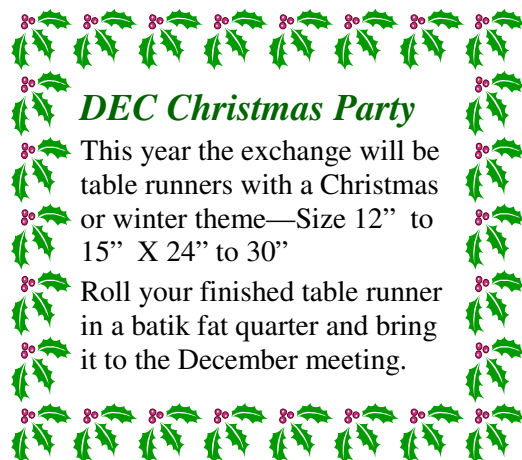 DEC Christmas Party
This year the exchange will be
table runners with a Christmas
or winter theme—Size 12”  to
15”  X 24” to 30”
Roll your finished table runner
in a batik fat quarter and bring
it to the December meeting.